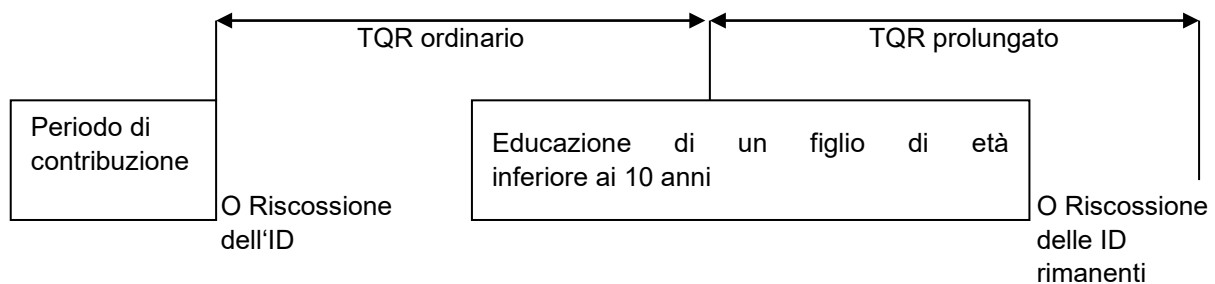 TQR ordinario
TQR prolungato
Periodo di
contribuzione
Educazione di un figlio di età
inferiore ai 10 anni
O Riscossione
dell‘ID
O Riscossione
delle ID
rimanenti